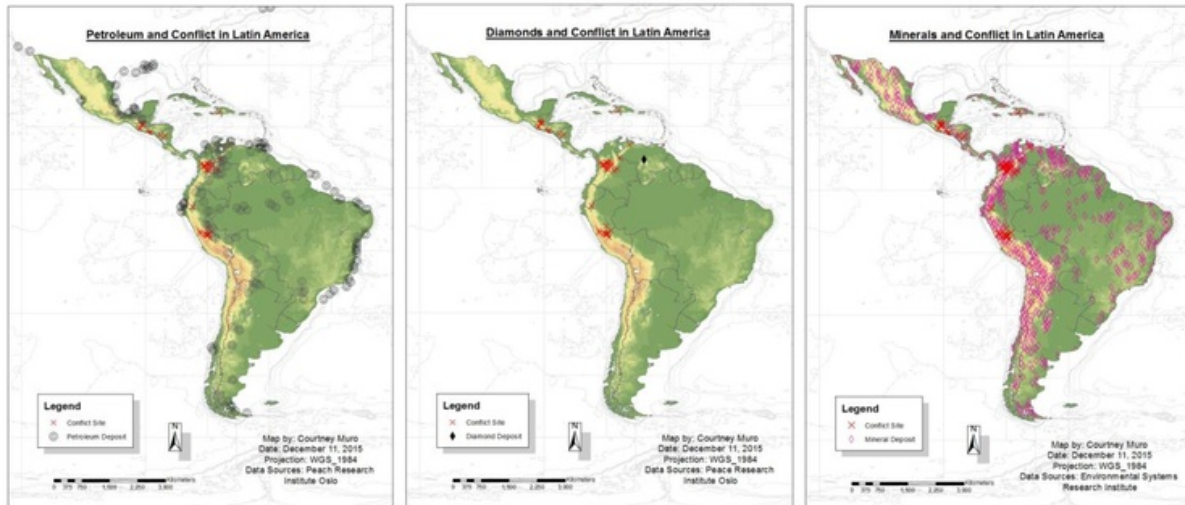 Petroleum and Conflict in Latin America
Legend
Conflict Site
Petroleum Deposit
N
Map by: Courtney Muro
Date: December 11, 2015
Projection: WGS_1984
Data Sources: Peach Research
Institute Oslo
Kilometers
Diamonds and Conflict in Latin America
Legend
Conflict Site
Diamond Deposit
N
Map by: Courtney Muro
Date: December 11, 2015
Projection: WGS_1984
Data Sources: Peace Research
Institute Oslo
Kilometers
Minerals and Conflict in Latin America
Legend
Conflict Site
Mineral Deposit
N
Map by: Courtney Muro
Date: December 11, 2015
Projection: WGS_1984
Data Sources: Environmental Systems
Research Institute
Kilometers